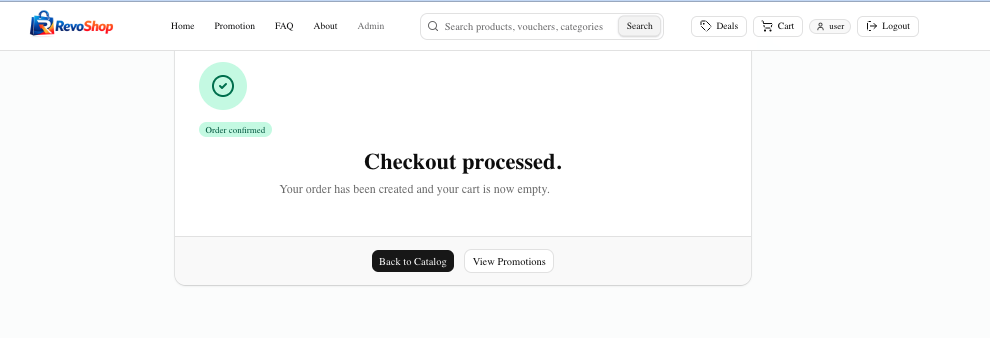 RevoShop
Home
Promotion
FAQ
About
Admin
Search products, vouchers, categories
Search
Deals
Cart
user
Logout
Order confirmed
Checkout processed.
Your order has been created and your cart is now empty.
Back to Catalog
View Promotions